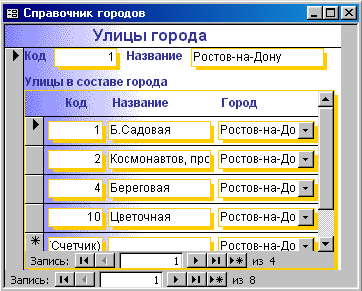 Справочник городов
Улицы города
Код 1 Название Ростов-на-Дону
Улицы в составе города
Код Название Город
1 Б.Садовая Ростов-на-До
2 Космонавтов, про Ростов-на-До
4 Береговая Ростов-на-До
10 Цветочная Ростов-на-До
Счетчик) Ростов-на-До
Запись: 1 из 4
Запись: 1 из 8